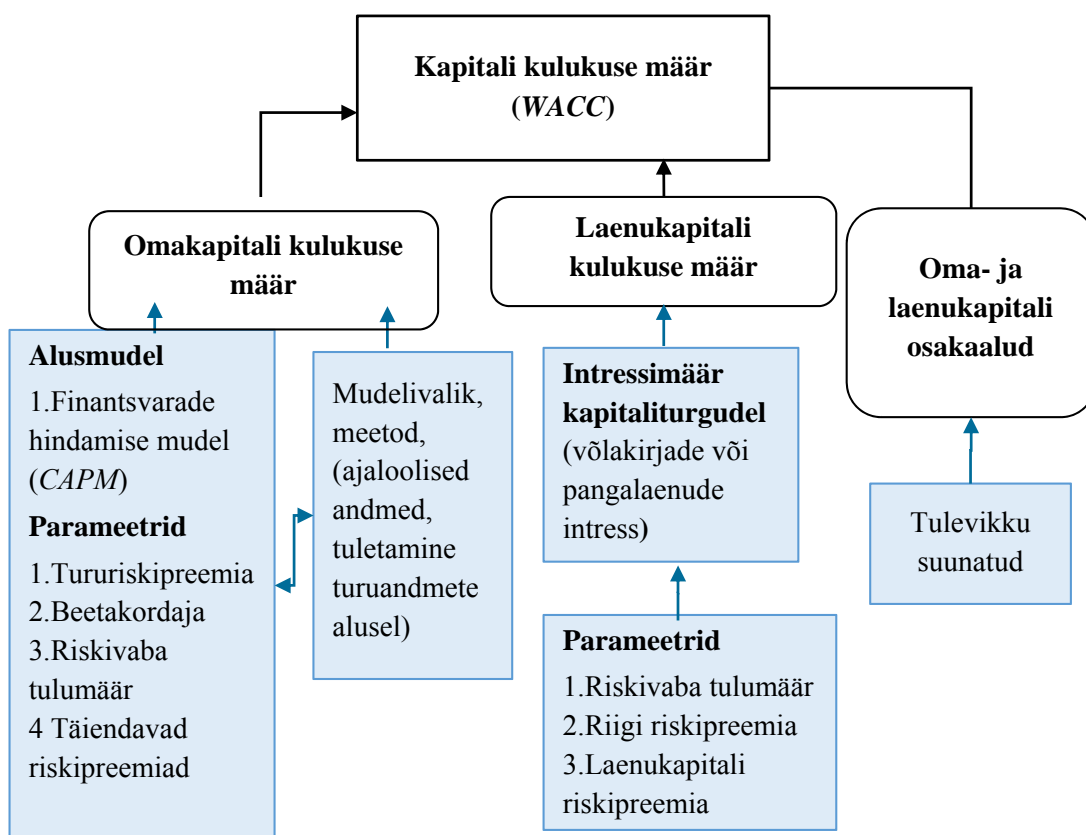 Kapitali kulukuse määr
(WACC)
Omakapitali kulukuse
määr
Laenukapitali
kulukuse määr
Oma- ja
laenukapitali
osakaalud
Alusmudel
1.Finantsvarade
hindamise mudel
(CAPM)
Parameetrid
1.Tururiskipreemia
2.Beetakordaja
3.Riskivaba
tulumäär
4 Täiendavad
riskipreemiad
Mudelivalik,
meetod,
(ajaloolised
andmed,
tuletamine
turuandmete
alusel)
Intressimäär
kapitaliturgudel
(võlakirjade või
pangalaenude
intress)
Parameetrid
1.Riskivaba tulumäär
2.Riigi riskipreemia
3.Laenukapitali
riskipreemia
Tulevikku
suunatud